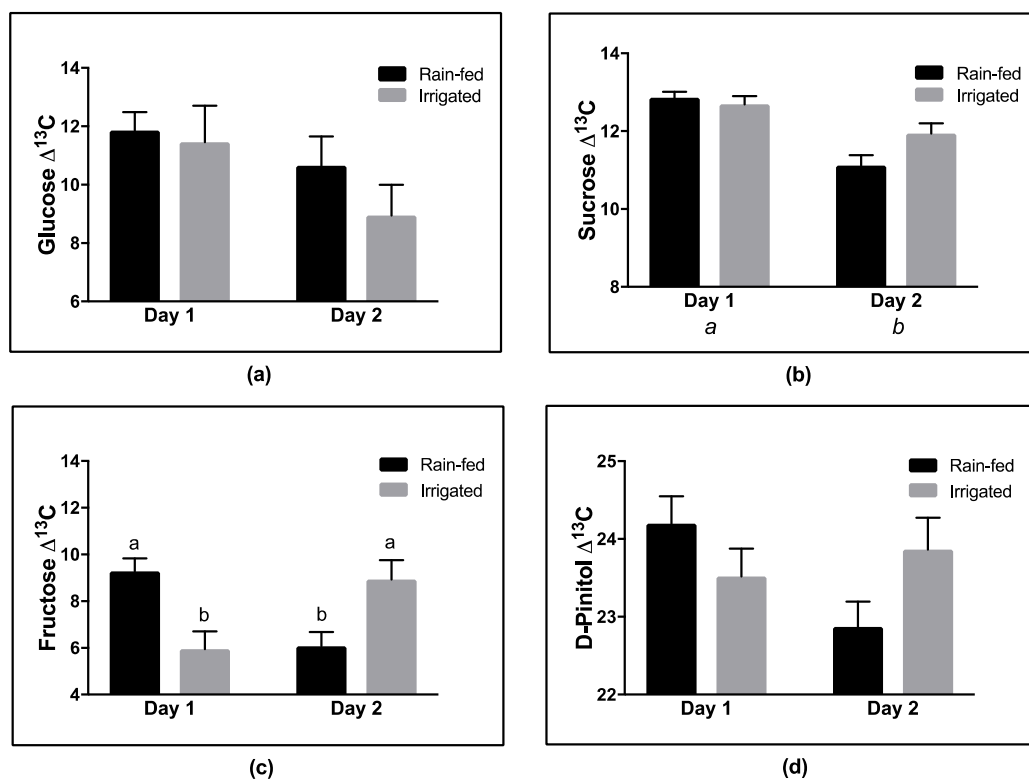 Glucose Δ¹³C
14
12
10
8
6
Rain-fed
Irrigated
Day 1
Day 2
(a)
Sucrose Δ¹³C
14
12
10
8
Rain-fed
Irrigated
Day 1
Day 2
a
b
(b)
Fructose Δ¹³C
14
12
10
8
6
4
Rain-fed
Irrigated
a
b
b
a
Day 1
Day 2
(c)
D-Pinitol Δ¹³C
25
24
23
22
Rain-fed
Irrigated
Day 1
Day 2
(d)